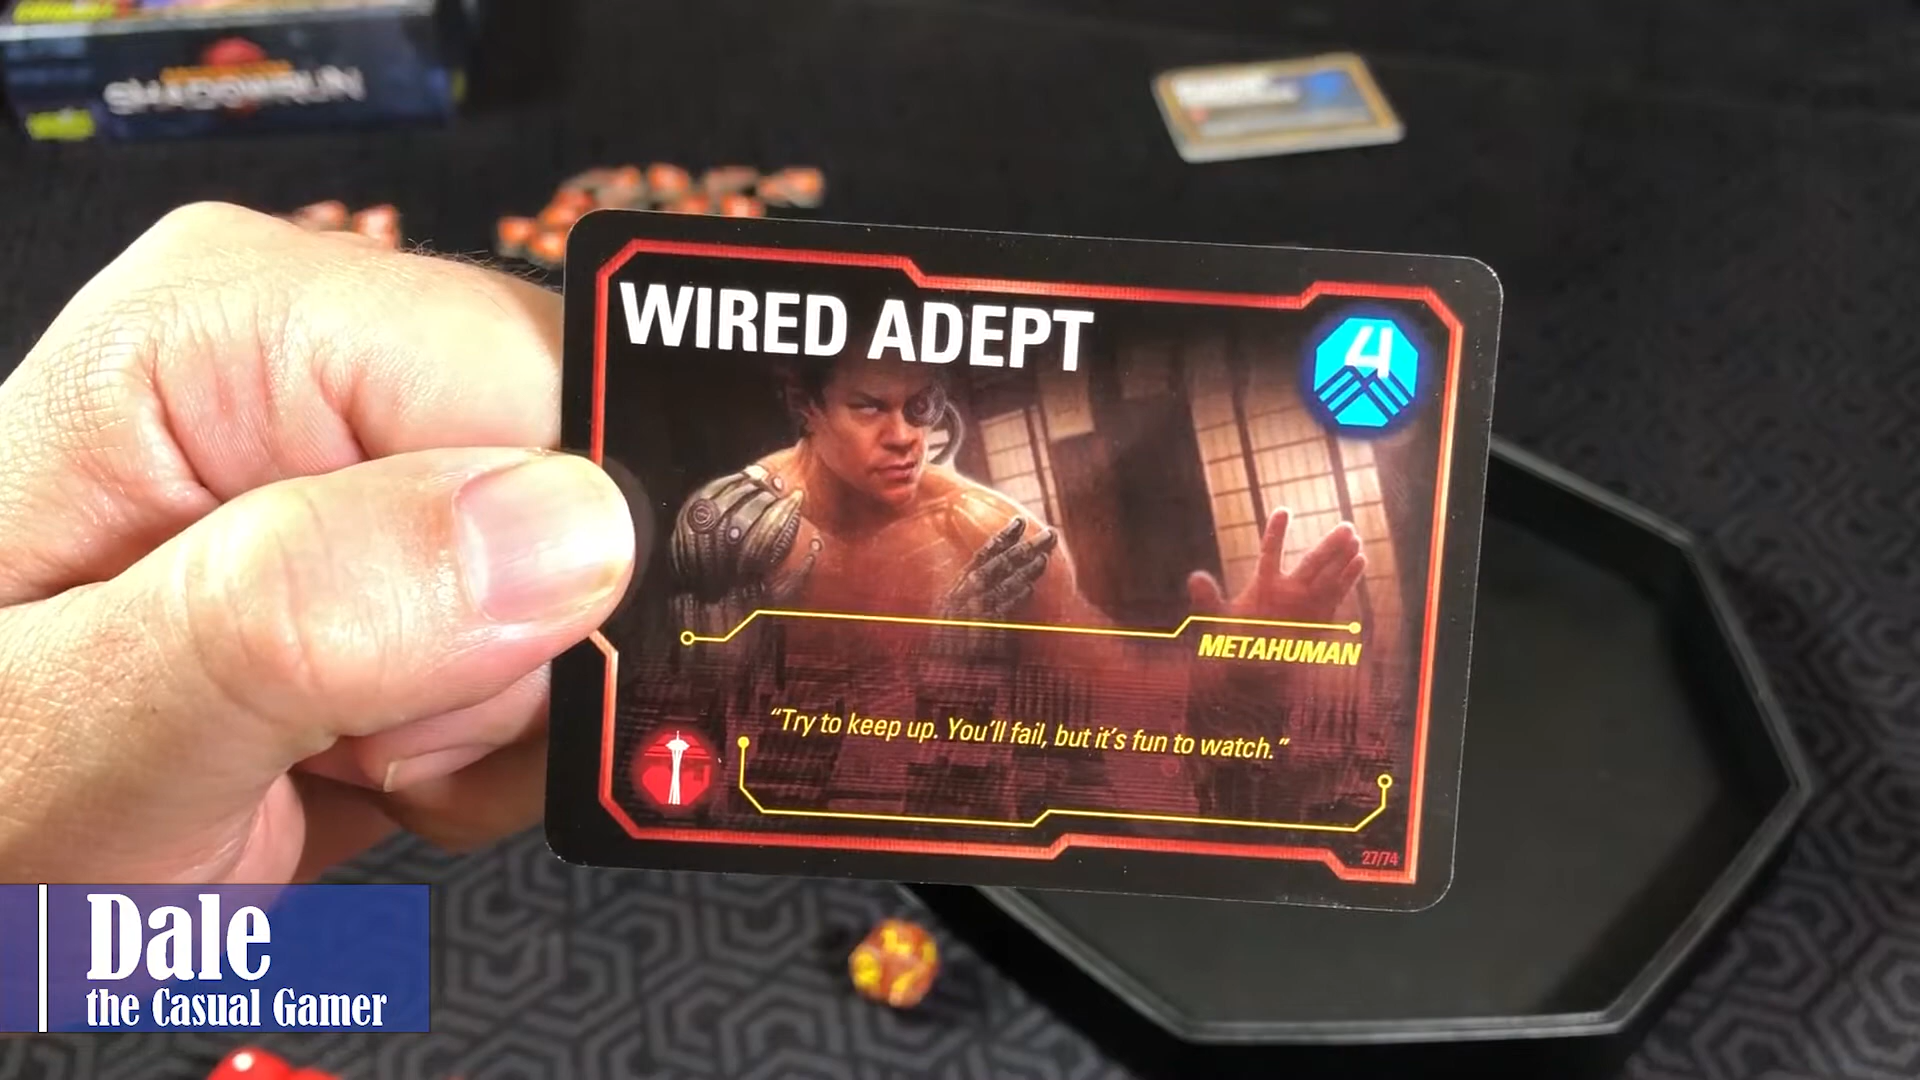 SHADOWRUN
WIRED ADEPT
4
METAHUMAN
“Try to keep up. You’ll fail, but it’s fun to watch.”
27/74
Dale
the Casual Gamer